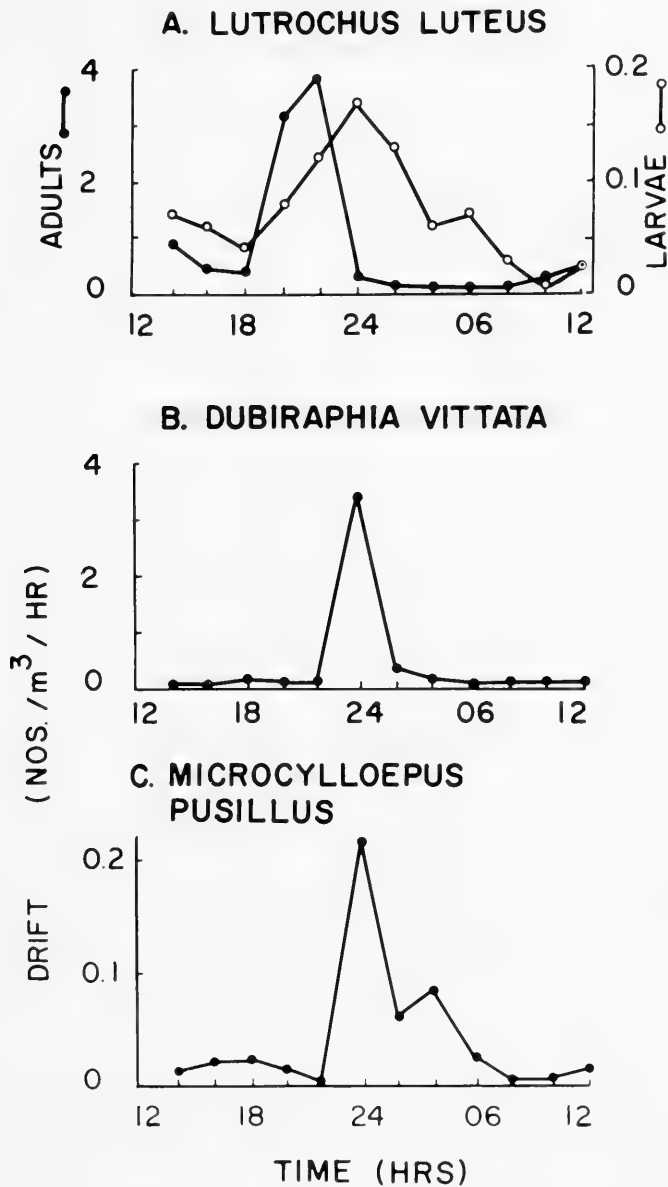 A. LUTROCHUS LUTEUS
4
2
0
ADULTS
0.2
0.1
0
LARVAE
12 18 24 06 12
B. DUBIRAPHIA VITTATA
4
2
0
12 18 24 06 12
C. MICROCYLLOEPUS
PUSILLUS
0.2
0.1
0
12 18 24 06 12
DRIFT (NOS./m³/HR)
TIME (HRS)